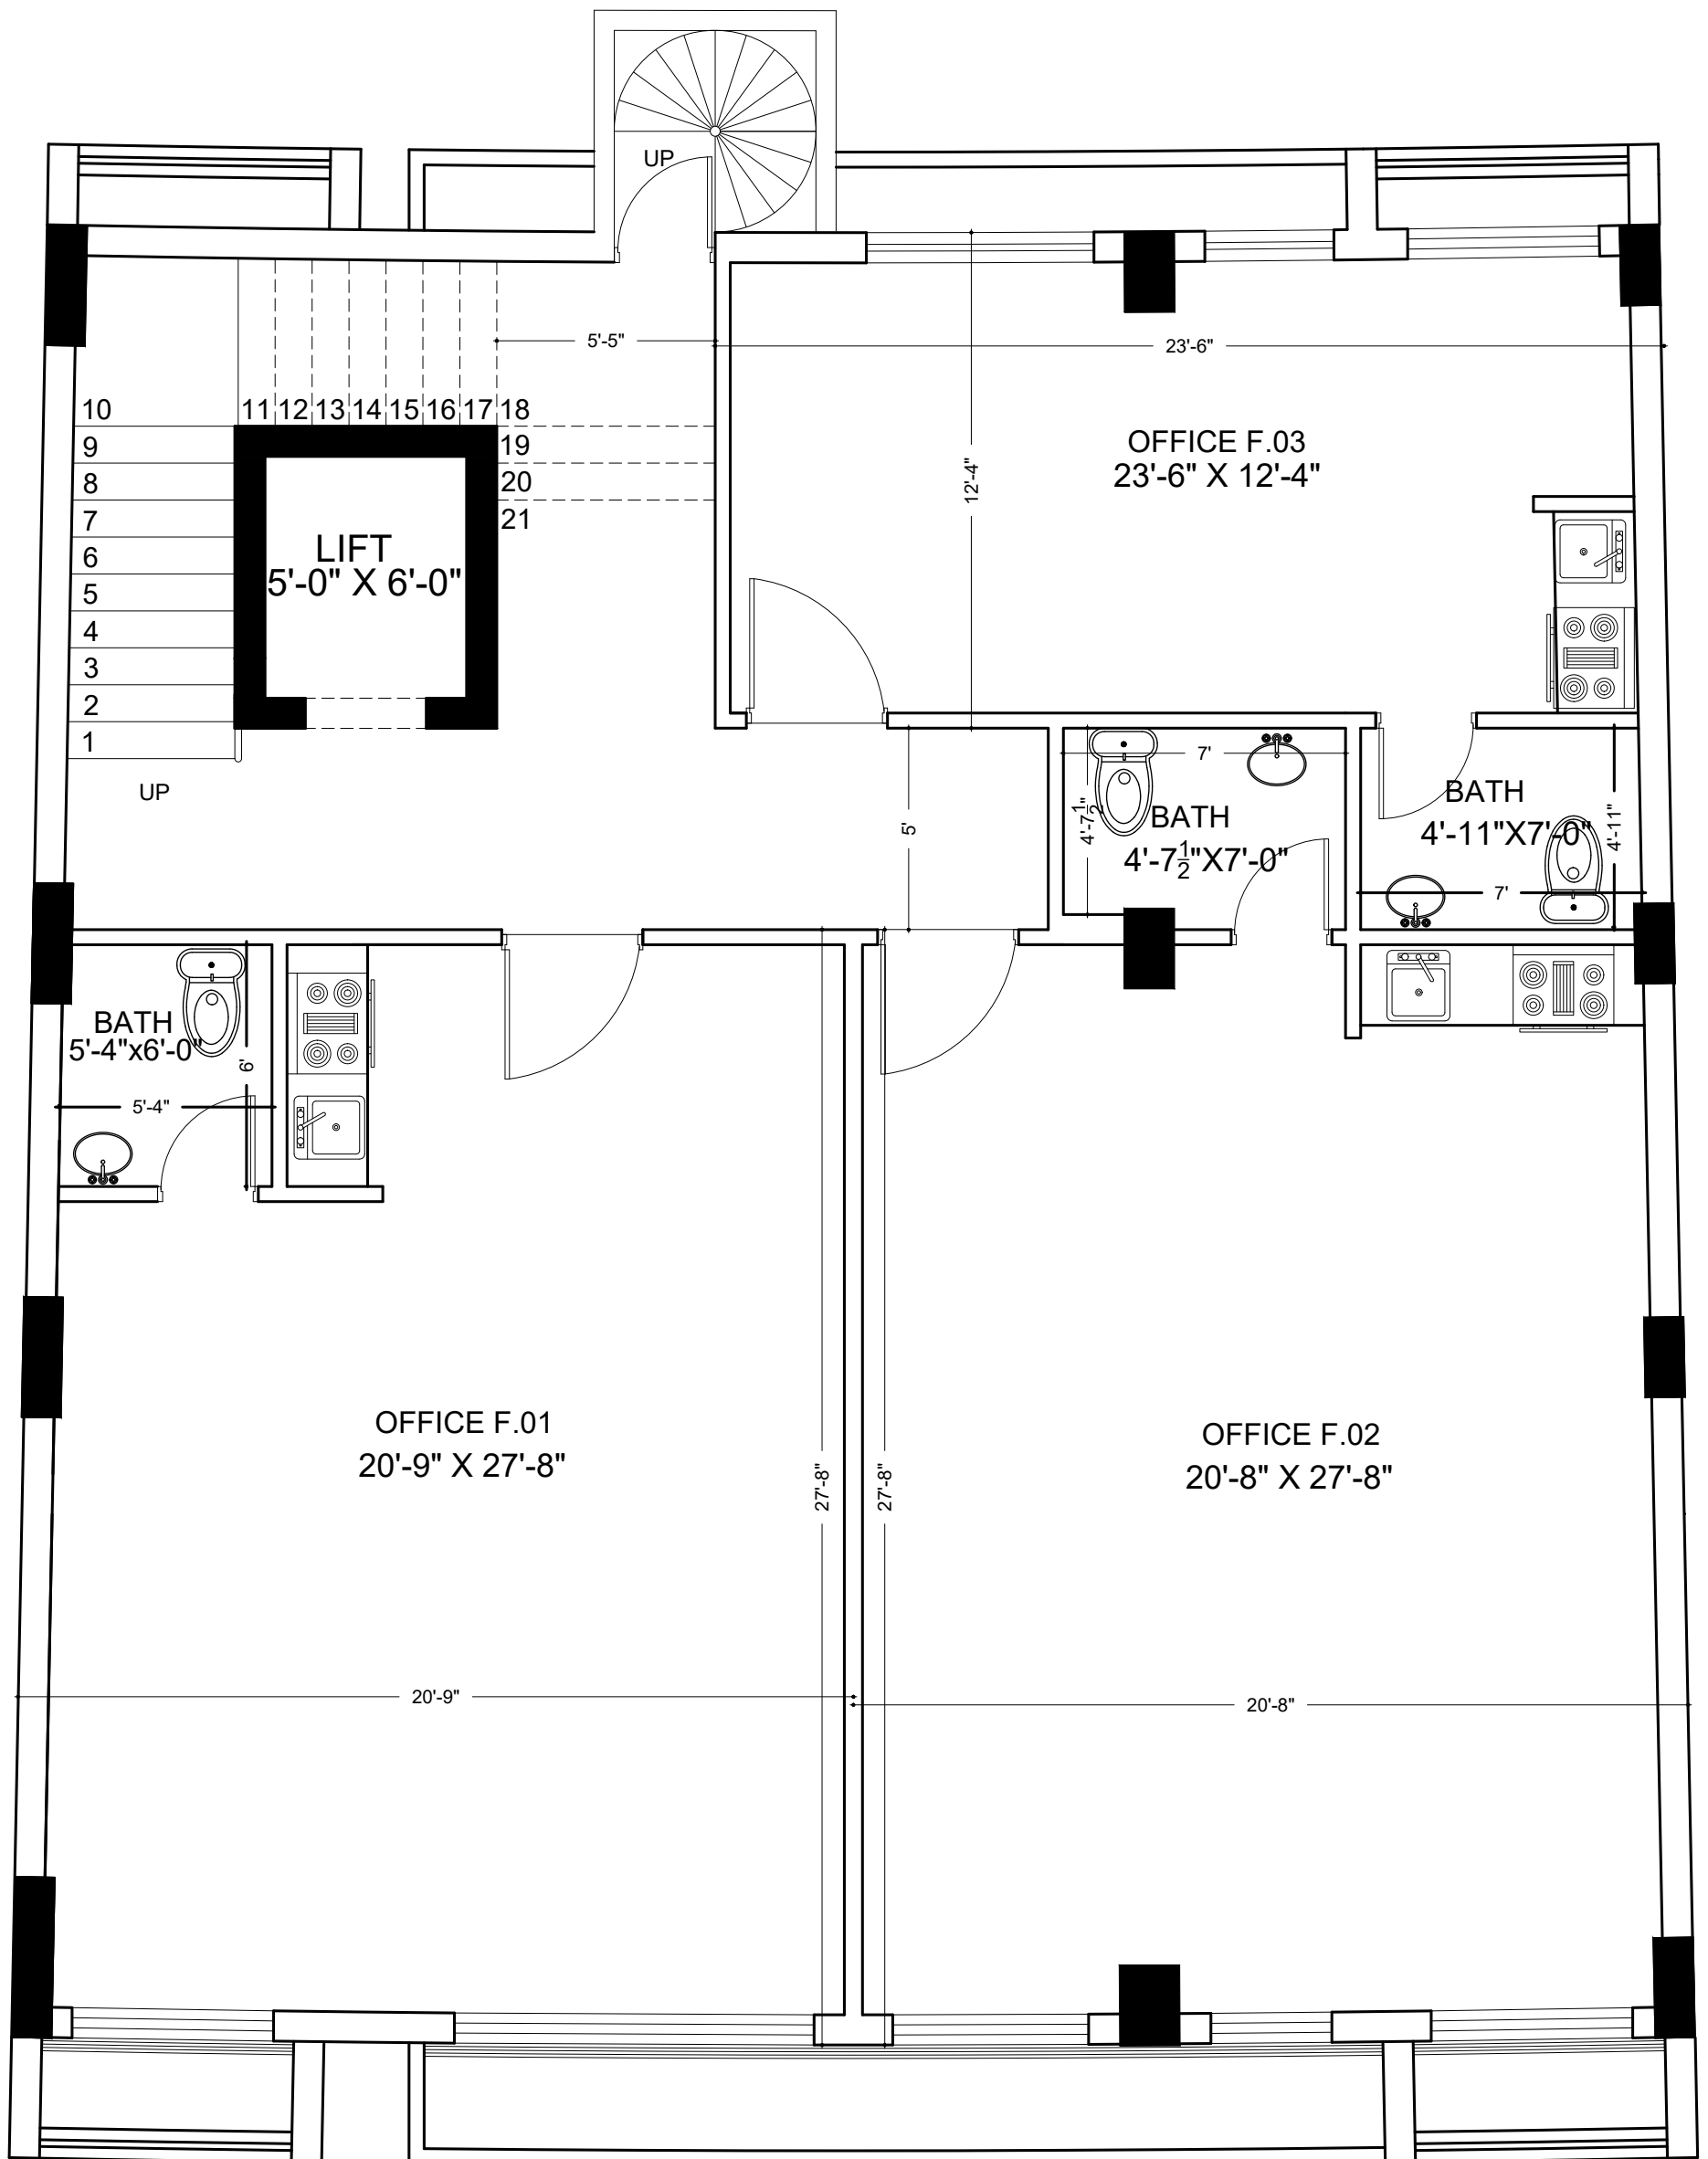 UP
5'-5"
23'-6"
10
9
8
7
6
5
4
3
2
1
11 12 13 14 15 16 17 18
19
20
21
LIFT
5'-0" X 6'-0"
12'-4"
OFFICE F.03
23'-6" X 12'-4"
UP
5'
7'
4'-7½"
BATH
4'-7½"X7'-0"
BATH
4'-11"X7'-0"
4'-11"
7'
BATH
5'-4"x6'-0"
6'
5'-4"
OFFICE F.01
20'-9" X 27'-8"
27'-8"
27'-8"
OFFICE F.02
20'-8" X 27'-8"
20'-9"
20'-8"